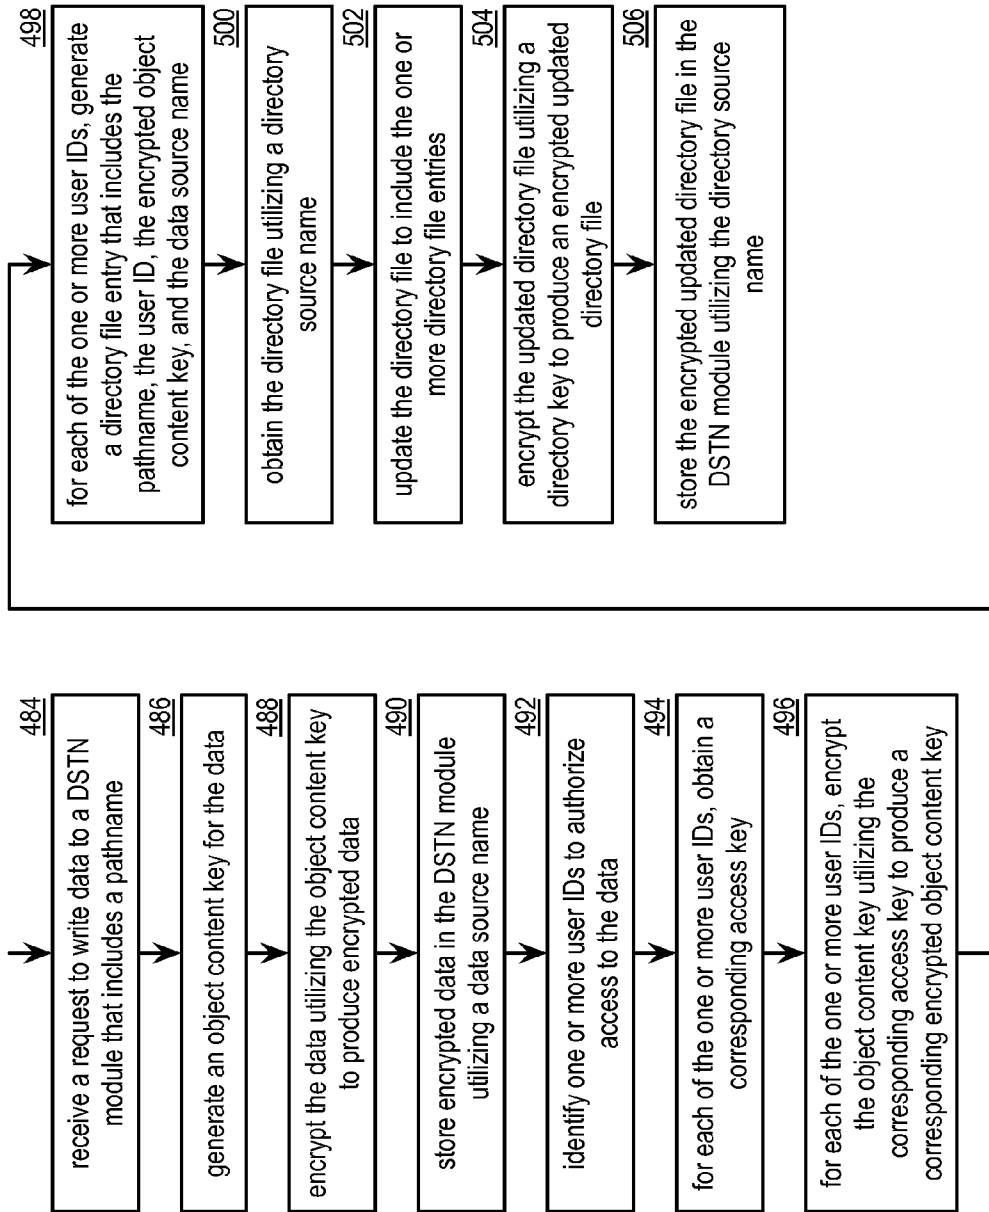 484
receive a request to write data to a DSTN
module that includes a pathname
486
generate an object content key for the data
488
encrypt the data utilizing the object content key
to produce encrypted data
490
store encrypted data in the DSTN module
utilizing a data source name
492
identify one or more user IDs to authorize
access to the data
494
for each of the one or more user IDs, obtain a
corresponding access key
496
for each of the one or more user IDs, encrypt
the object content key utilizing the
corresponding access key to produce a
corresponding encrypted object content key
498
for each of the one or more user IDs, generate
a directory file entry that includes the
pathname, the user ID, the encrypted object
content key, and the data source name
500
obtain the directory file utilizing a directory
source name
502
update the directory file to include the one or
more directory file entries
504
encrypt the updated directory file utilizing a
directory key to produce an encrypted updated
directory file
506
store the encrypted updated directory file in the
DSTN module utilizing the directory source
name